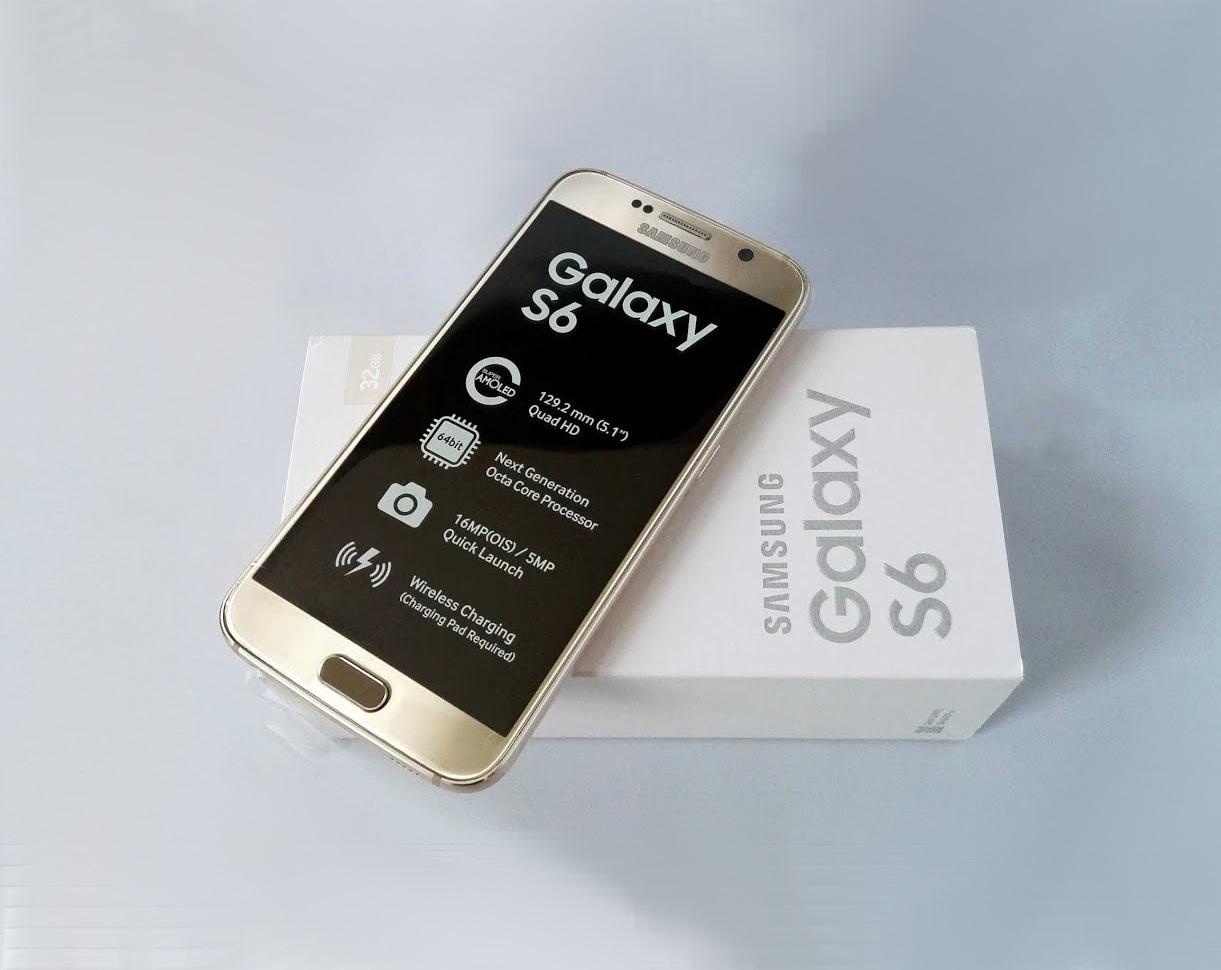 SAMSUNG
Galaxy
S6
SUPER
AMOLED
129.2 mm (5.1")
Quad HD
64bit
Next Generation
Octa Core Processor
16MP(OIS) / 5MP
Quick Launch
Wireless Charging
(Charging Pad Required)
32GB
SAMSUNG
Galaxy
S6